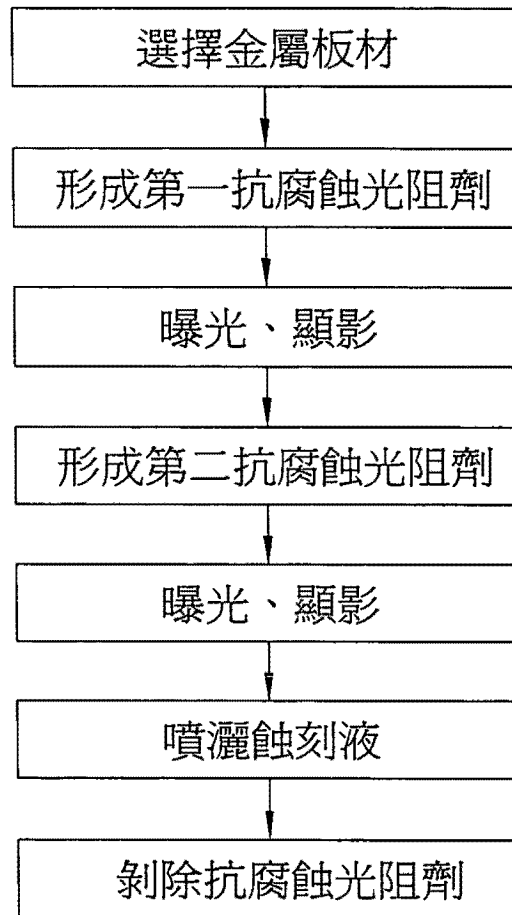 選擇金屬板材
形成第一抗腐蝕光阻劑
曝光、顯影
形成第二抗腐蝕光阻劑
曝光、顯影
噴灑蝕刻液
剝除抗腐蝕光阻劑